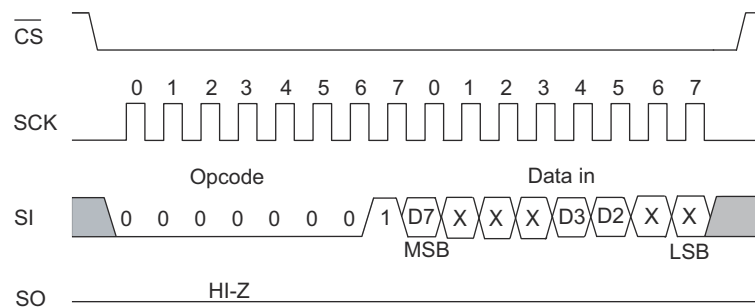 CS
0 1 2 3 4 5 6 7 0 1 2 3 4 5 6 7
SCK
Opcode Data in
SI 0 0 0 0 0 0 0 1 D7 X X X D3 D2 X X
MSB LSB
HI-Z
SO